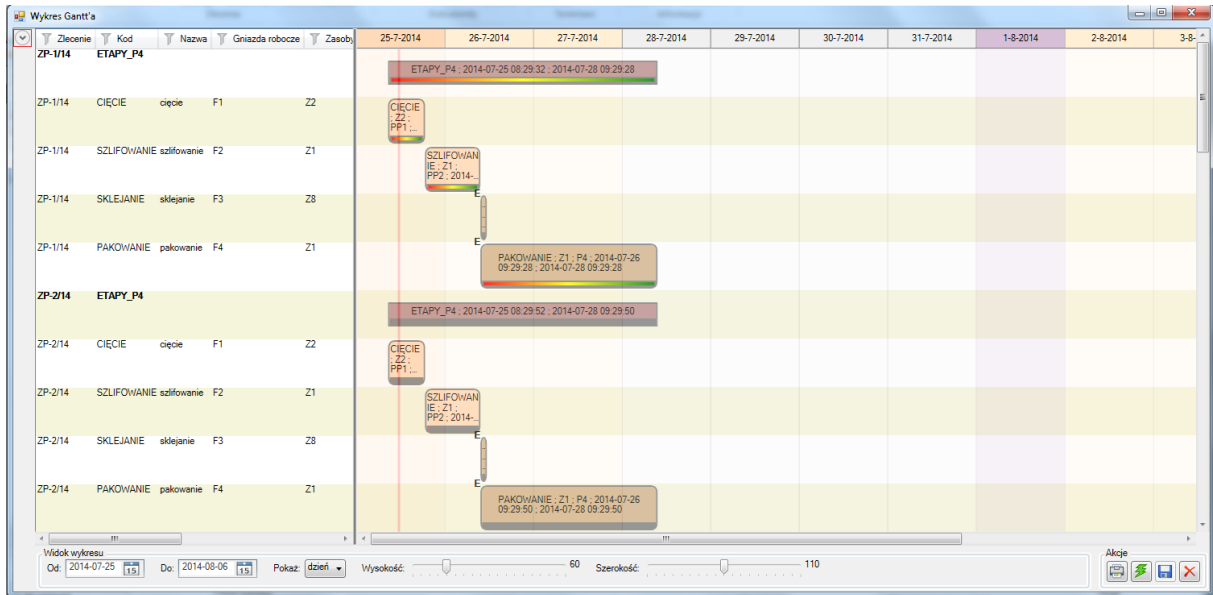 Wykres Gantt'a
Zlecenie Kod Nazwa Gniazda robocze Zasoby 25-7-2014 26-7-2014 27-7-2014 28-7-2014 29-7-2014 30-7-2014 31-7-2014 1-8-2014 2-8-2014 3-8-
ZP-1/14 ETAPY_P4
ETAPY_P4 ; 2014-07-25 08:29:32 ; 2014-07-28 09:29:28
ZP-1/14 CIĘCIE cięcie F1 Z2
CIĘCIE
; Z2 ;
PP1 ;...
ZP-1/14 SZLIFOWANIE szlifowanie F2 Z1
SZLIFOWAN
IE ; Z1 ;
PP2 ; 2014-...
ZP-1/14 SKLEJANIE sklejanie F3 Z8
E
ZP-1/14 PAKOWANIE pakowanie F4 Z1
E
PAKOWANIE ; Z1 ; P4 ; 2014-07-26
09:29:28 ; 2014-07-28 09:29:28
ZP-2/14 ETAPY_P4
ETAPY_P4 ; 2014-07-25 08:29:52 ; 2014-07-28 09:29:50
ZP-2/14 CIĘCIE cięcie F1 Z2
CIĘCIE
; Z2 ;
PP1 ;...
ZP-2/14 SZLIFOWANIE szlifowanie F2 Z1
SZLIFOWAN
IE ; Z1 ;
PP2 ; 2014-...
ZP-2/14 SKLEJANIE sklejanie F3 Z8
E
ZP-2/14 PAKOWANIE pakowanie F4 Z1
E
PAKOWANIE ; Z1 ; P4 ; 2014-07-26
09:29:50 ; 2014-07-28 09:29:50
Widok wykresu
Od: 2014-07-25 15 Do: 2014-08-06 15 Pokaż: dzień Wysokość: 60 Szerokość: 110
Akcje